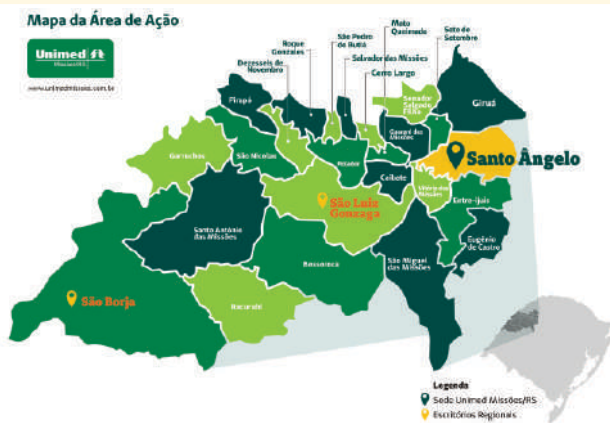 Mapa da Área de Ação
Unimed
Missões/RS
www.unimedmissoes.com.br
Dezesseis de
Novembro
Roque
Gonzales
São Pedro
do Butiá
Salvador das Missões
Cerro Largo
Mato
Queimado
Sete de
Setembro
Pirapó
Senador
Salgado
Filho
Giruá
Garruchos
São Nicolau
Rolador
Guarani das
Missões
Caibaté
Santo Ângelo
Vitória das
Missões
Entre-Ijuís
São Luiz
Gonzaga
Santo Antônio
das Missões
Bossoroca
São Miguel
das Missões
Eugênio
de Castro
São Borja
Itacurubi
Legenda
Sede Unimed Missões/RS
Escritórios Regionais